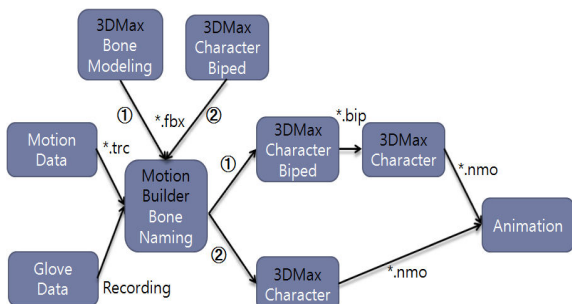 3DMax
Bone
Modeling
3DMax
Character
Biped
①
*.fbx
②
Motion
Data
*.trc
Motion
Builder
Bone
Naming
Glove
Data
Recording
①
3DMax
Character
Biped
*.bip
3DMax
Character
*.nmo
②
3DMax
Character
*.nmo
Animation